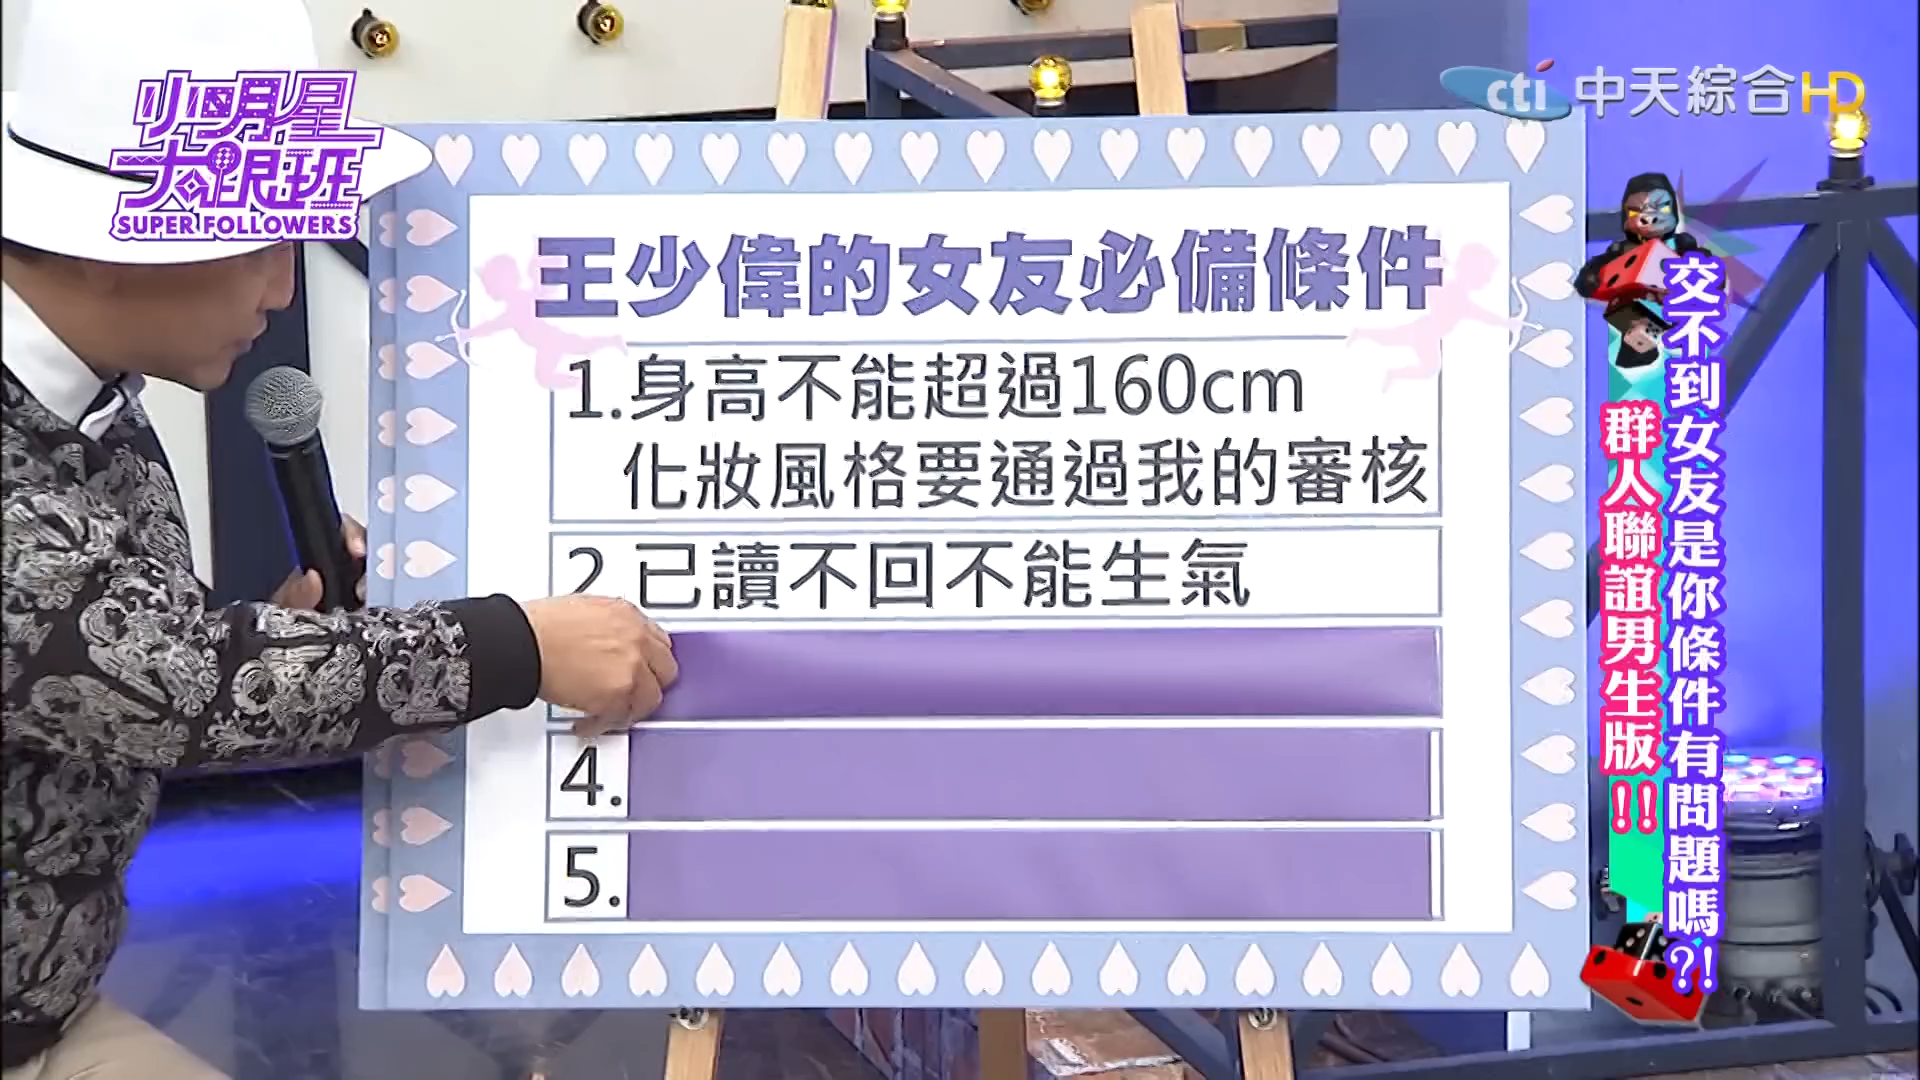 小明星
大跟班
SUPER FOLLOWERS
cti 中天綜合HD
王少偉的女友必備條件
1.身高不能超過160cm
化妝風格要通過我的審核
2.已讀不回不能生氣
4.
5.
交不到女友是你條件有問題嗎?!
群人聯誼男生版!!